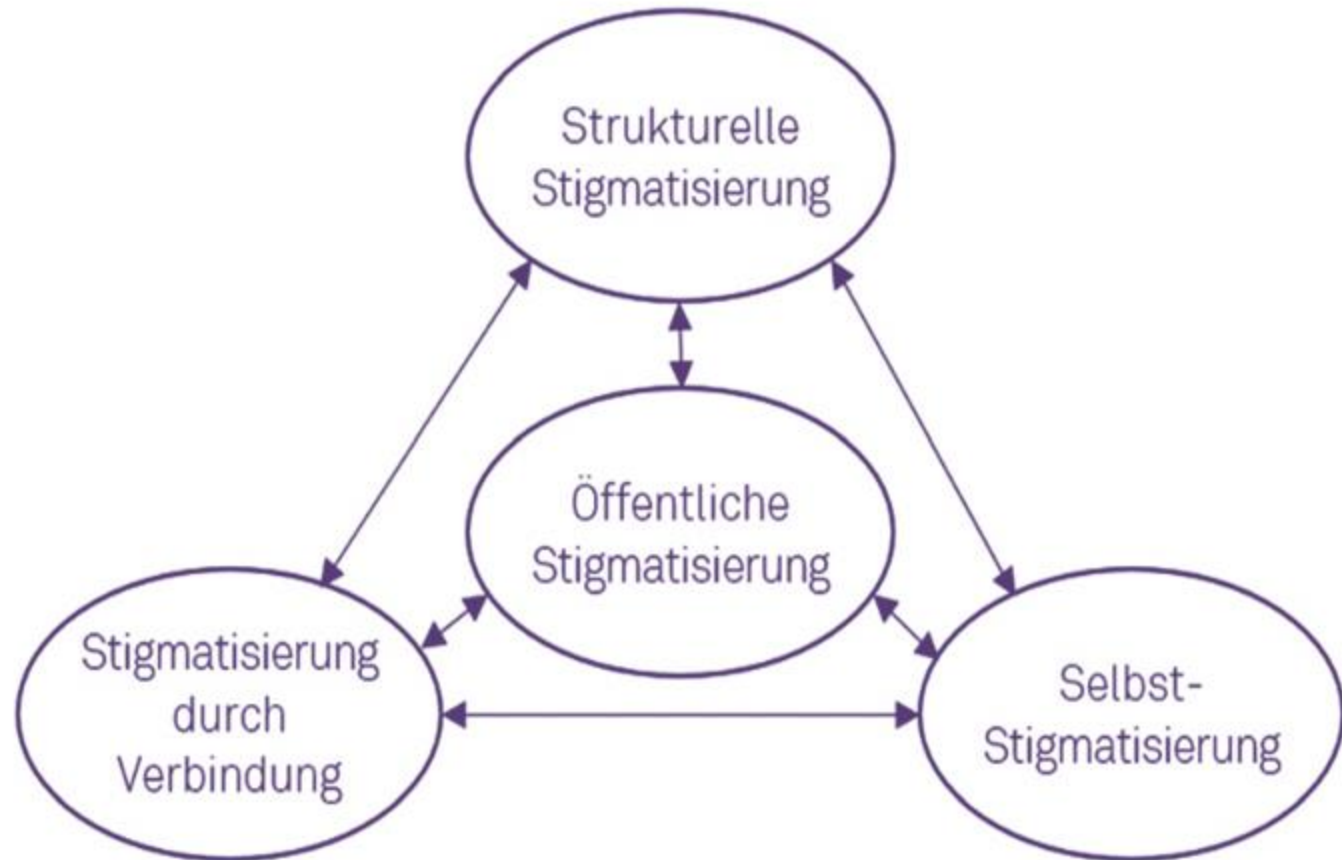 Strukturelle
Stigmatisierung
Öffentliche
Stigmatisierung
Stigmatisierung
durch
Verbindung
Selbst-
Stigmatisierung